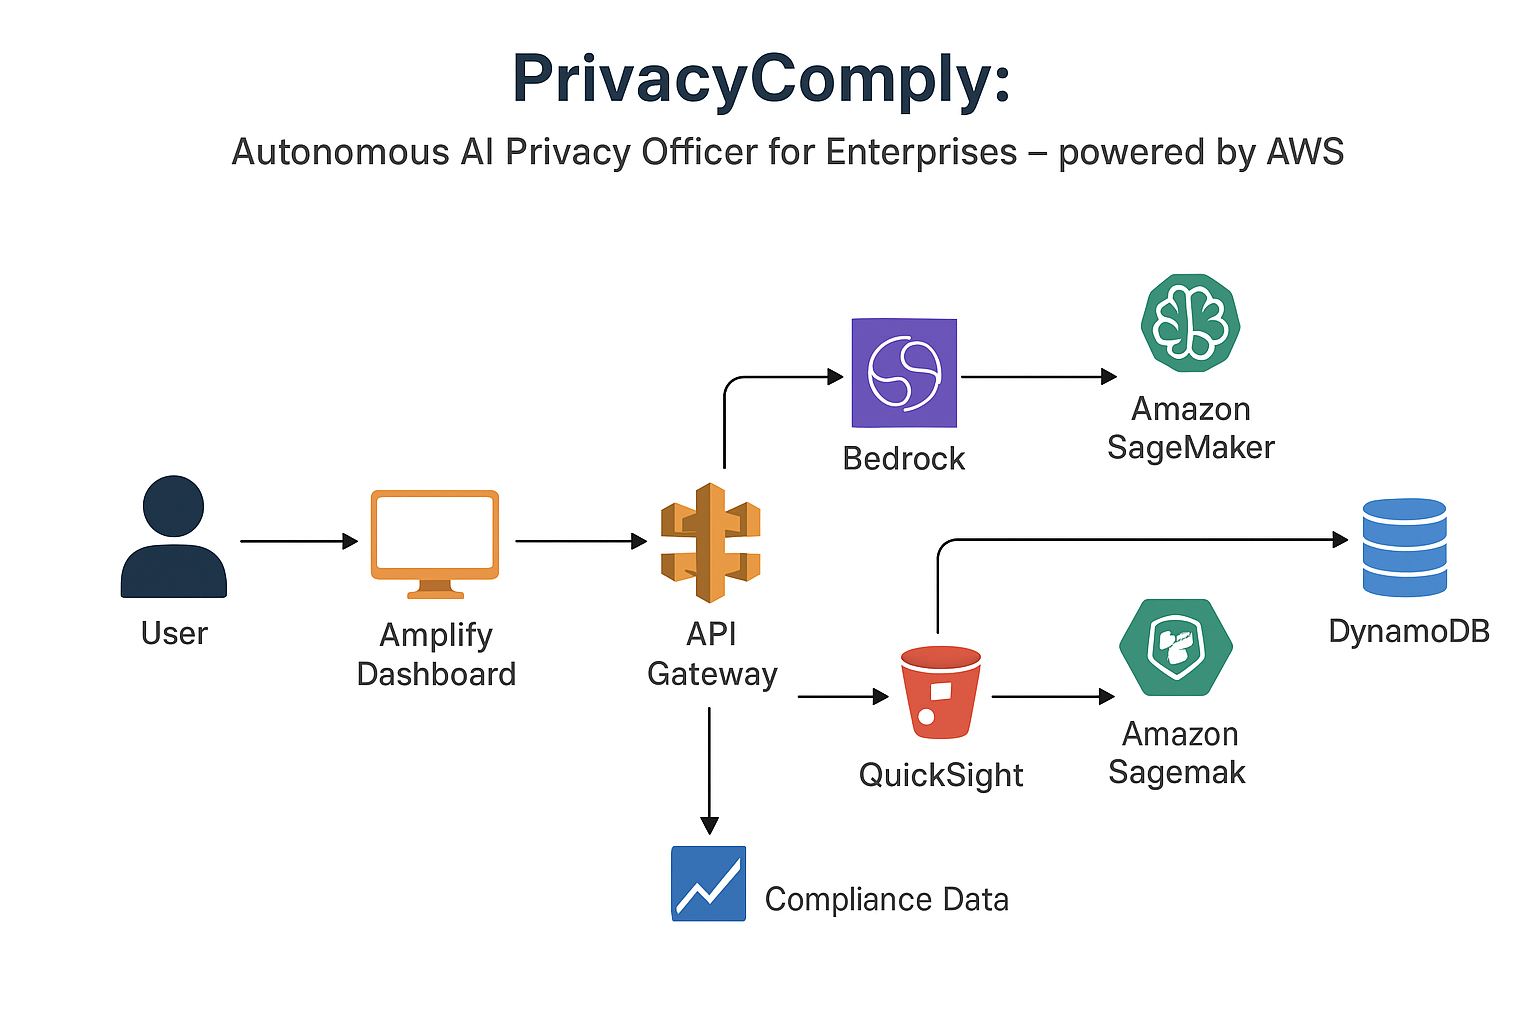 PrivacyComply:
Autonomous AI Privacy Officer for Enterprises – powered by AWS
Amazon
SageMaker
Bedrock
User
Amplify
Dashboard
API
Gateway
DynamoDB
QuickSight
Amazon
Sagemak
Compliance Data